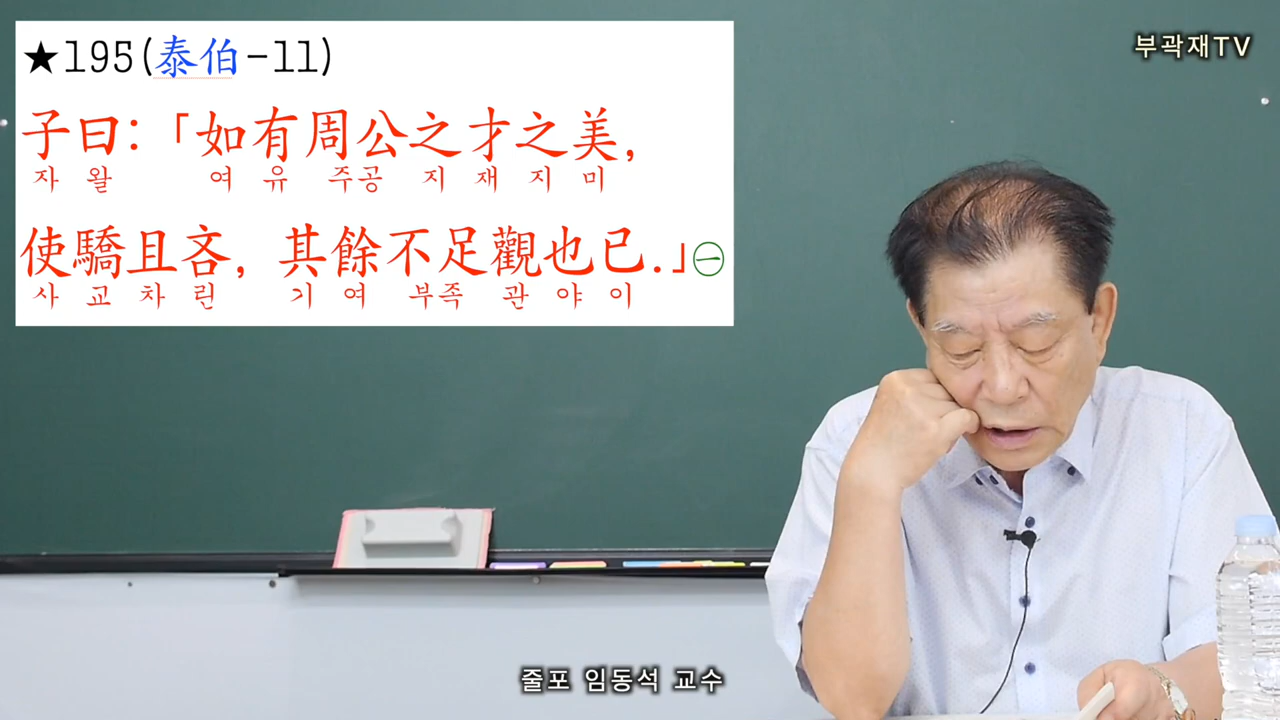 ★195(泰伯-11)
부곽재TV
子曰:「如有周公之才之美,
자 왈 여 유 주공 지 재 지 미
使驕且吝, 其餘不足觀也已.」㊀
사 교 차 린 기 여 부족 관 야 이
줄포 임동석 교수